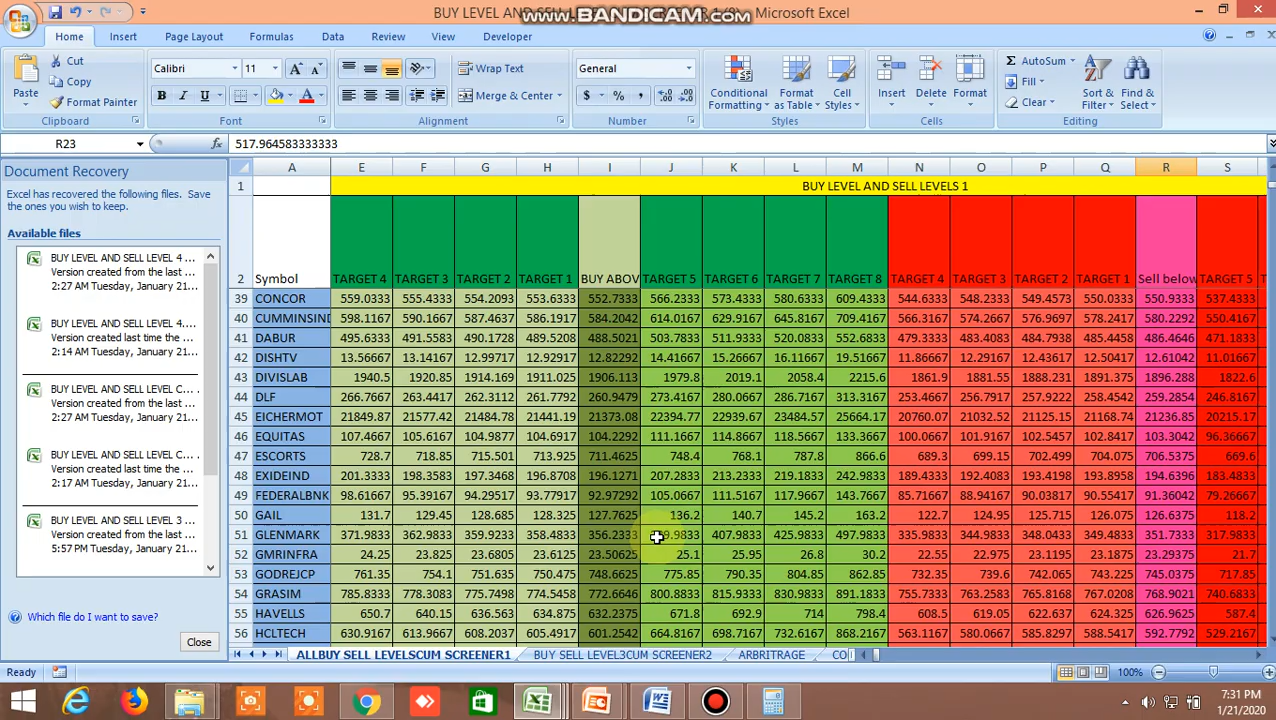 BUY LEVEL AND SELL
www.BANDICAM.com
- Microsoft Excel
Home Insert Page Layout Formulas Data Review View Developer
Paste Cut Copy Format Painter Clipboard
Calibri 11 Font
Wrap Text Merge & Center Alignment
General Number
Conditional Formatting Format as Table Cell Styles Styles
Insert Delete Format Cells
AutoSum Fill Clear Sort & Filter Find & Select Editing
R23 fx 517.964583333333
Document Recovery
Excel has recovered the following files. Save
the ones you wish to keep.
Available files
BUY LEVEL AND SELL LEVEL 4 ...
Version created from the last ...
2:27 AM Tuesday, January 21...
BUY LEVEL AND SELL LEVEL 4....
Version created last time the ...
2:14 AM Tuesday, January 21...
BUY LEVEL AND SELL LEVEL C...
Version created from the last ...
2:27 AM Tuesday, January 21...
BUY LEVEL AND SELL LEVEL C...
Version created last time the ...
2:17 AM Tuesday, January 21...
BUY LEVEL AND SELL LEVEL 3 ...
Version created from the last ...
5:57 PM Tuesday, January 21...
Which file do I want to save?
Close
A E F G H I J K L M N O P Q R S
1 BUY LEVEL AND SELL LEVELS 1
2 Symbol TARGET 4 TARGET 3 TARGET 2 TARGET 1 BUY ABOV TARGET 5 TARGET 6 TARGET 7 TARGET 8 TARGET 4 TARGET 3 TARGET 2 TARGET 1 Sell below TARGET 5
39 CONCOR 559.0333 555.4333 554.2093 553.6333 552.7333 566.2333 573.4333 580.6333 609.4333 544.6333 548.2333 549.4573 550.0333 550.9333 537.4333
40 CUMMINSIND 598.1167 590.1667 587.4637 586.1917 584.2042 614.0167 629.9167 645.8167 709.4167 566.3167 574.2667 576.9697 578.2417 580.2292 550.4167
41 DABUR 495.6333 491.5583 490.1728 489.5208 488.5021 503.7833 511.9333 520.0833 552.6833 479.3333 483.4083 484.7938 485.4458 486.4646 471.1833
42 DISHTV 13.56667 13.14167 12.99717 12.92917 12.82292 14.41667 15.26667 16.11667 19.51667 11.86667 12.29167 12.43617 12.50417 12.61042 11.01667
43 DIVISLAB 1940.5 1920.85 1914.169 1911.025 1906.113 1979.8 2019.1 2058.4 2215.6 1861.9 1881.55 1888.231 1891.375 1896.288 1822.6
44 DLF 266.7667 263.4417 262.3112 261.7792 260.9479 273.4167 280.0667 286.7167 313.3167 253.4667 256.7917 257.9222 258.4542 259.2854 246.8167
45 EICHERMOT 21849.87 21577.42 21484.78 21441.19 21373.08 22394.77 22939.67 23484.57 25664.17 20760.07 21032.52 21125.15 21168.74 21236.85 20215.17
46 EQUITAS 107.4667 105.6167 104.9877 104.6917 104.2292 111.1667 114.8667 118.5667 133.3667 100.0667 101.9167 102.5457 102.8417 103.3042 96.36667
47 ESCORTS 728.7 718.85 715.501 713.925 711.4625 748.4 768.1 787.8 866.6 689.3 699.15 702.499 704.075 706.5375 669.6
48 EXIDEIND 201.3333 198.3583 197.3468 196.8708 196.1271 207.2833 213.2333 219.1833 242.9833 189.4333 192.4083 193.4198 193.8958 194.6396 183.4833
49 FEDERALBNK 98.61667 95.39167 94.29517 93.77917 92.97292 105.0667 111.5167 117.9667 143.7667 85.71667 88.94167 90.03817 90.55417 91.36042 79.26667
50 GAIL 131.7 129.45 128.685 128.325 127.7625 136.2 140.7 145.2 163.2 122.7 124.95 125.715 126.075 126.6375 118.2
51 GLENMARK 371.9833 362.9833 359.9233 358.4833 356.2333 9.9833 407.9833 425.9833 497.9833 335.9833 344.9833 348.0433 349.4833 351.7333 317.9833
52 GMRINFRA 24.25 23.825 23.6805 23.6125 23.50625 25.1 25.95 26.8 30.2 22.55 22.975 23.1195 23.1875 23.29375 21.7
53 GODREJCP 761.35 754.1 751.635 750.475 748.6625 775.85 790.35 804.85 862.85 732.35 739.6 742.065 743.225 745.0375 717.85
54 GRASIM 785.8333 778.3083 775.7498 774.5458 772.6646 800.8833 815.9333 830.9833 891.1833 755.7333 763.2583 765.8168 767.0208 768.9021 740.6833
55 HAVELLS 650.7 640.15 636.563 634.875 632.2375 671.8 692.9 714 798.4 608.5 619.05 622.637 624.325 626.9625 587.4
56 HCLTECH 630.9167 613.9667 608.2037 605.4917 601.2542 664.8167 698.7167 732.6167 868.2167 563.1167 580.0667 585.8297 588.5417 592.7792 529.2167
ALLBUY SELL LEVELSCUM SCREENER1 BUY SELL LEVEL3CUM SCREENER2 ARBRITRAGE CO
Ready 100%
7:31 PM
1/21/2020